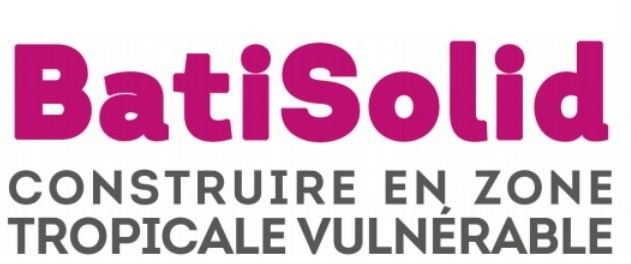 BatiSolid
CONSTRUIRE EN ZONE
TROPICALE VULNÉRABLE